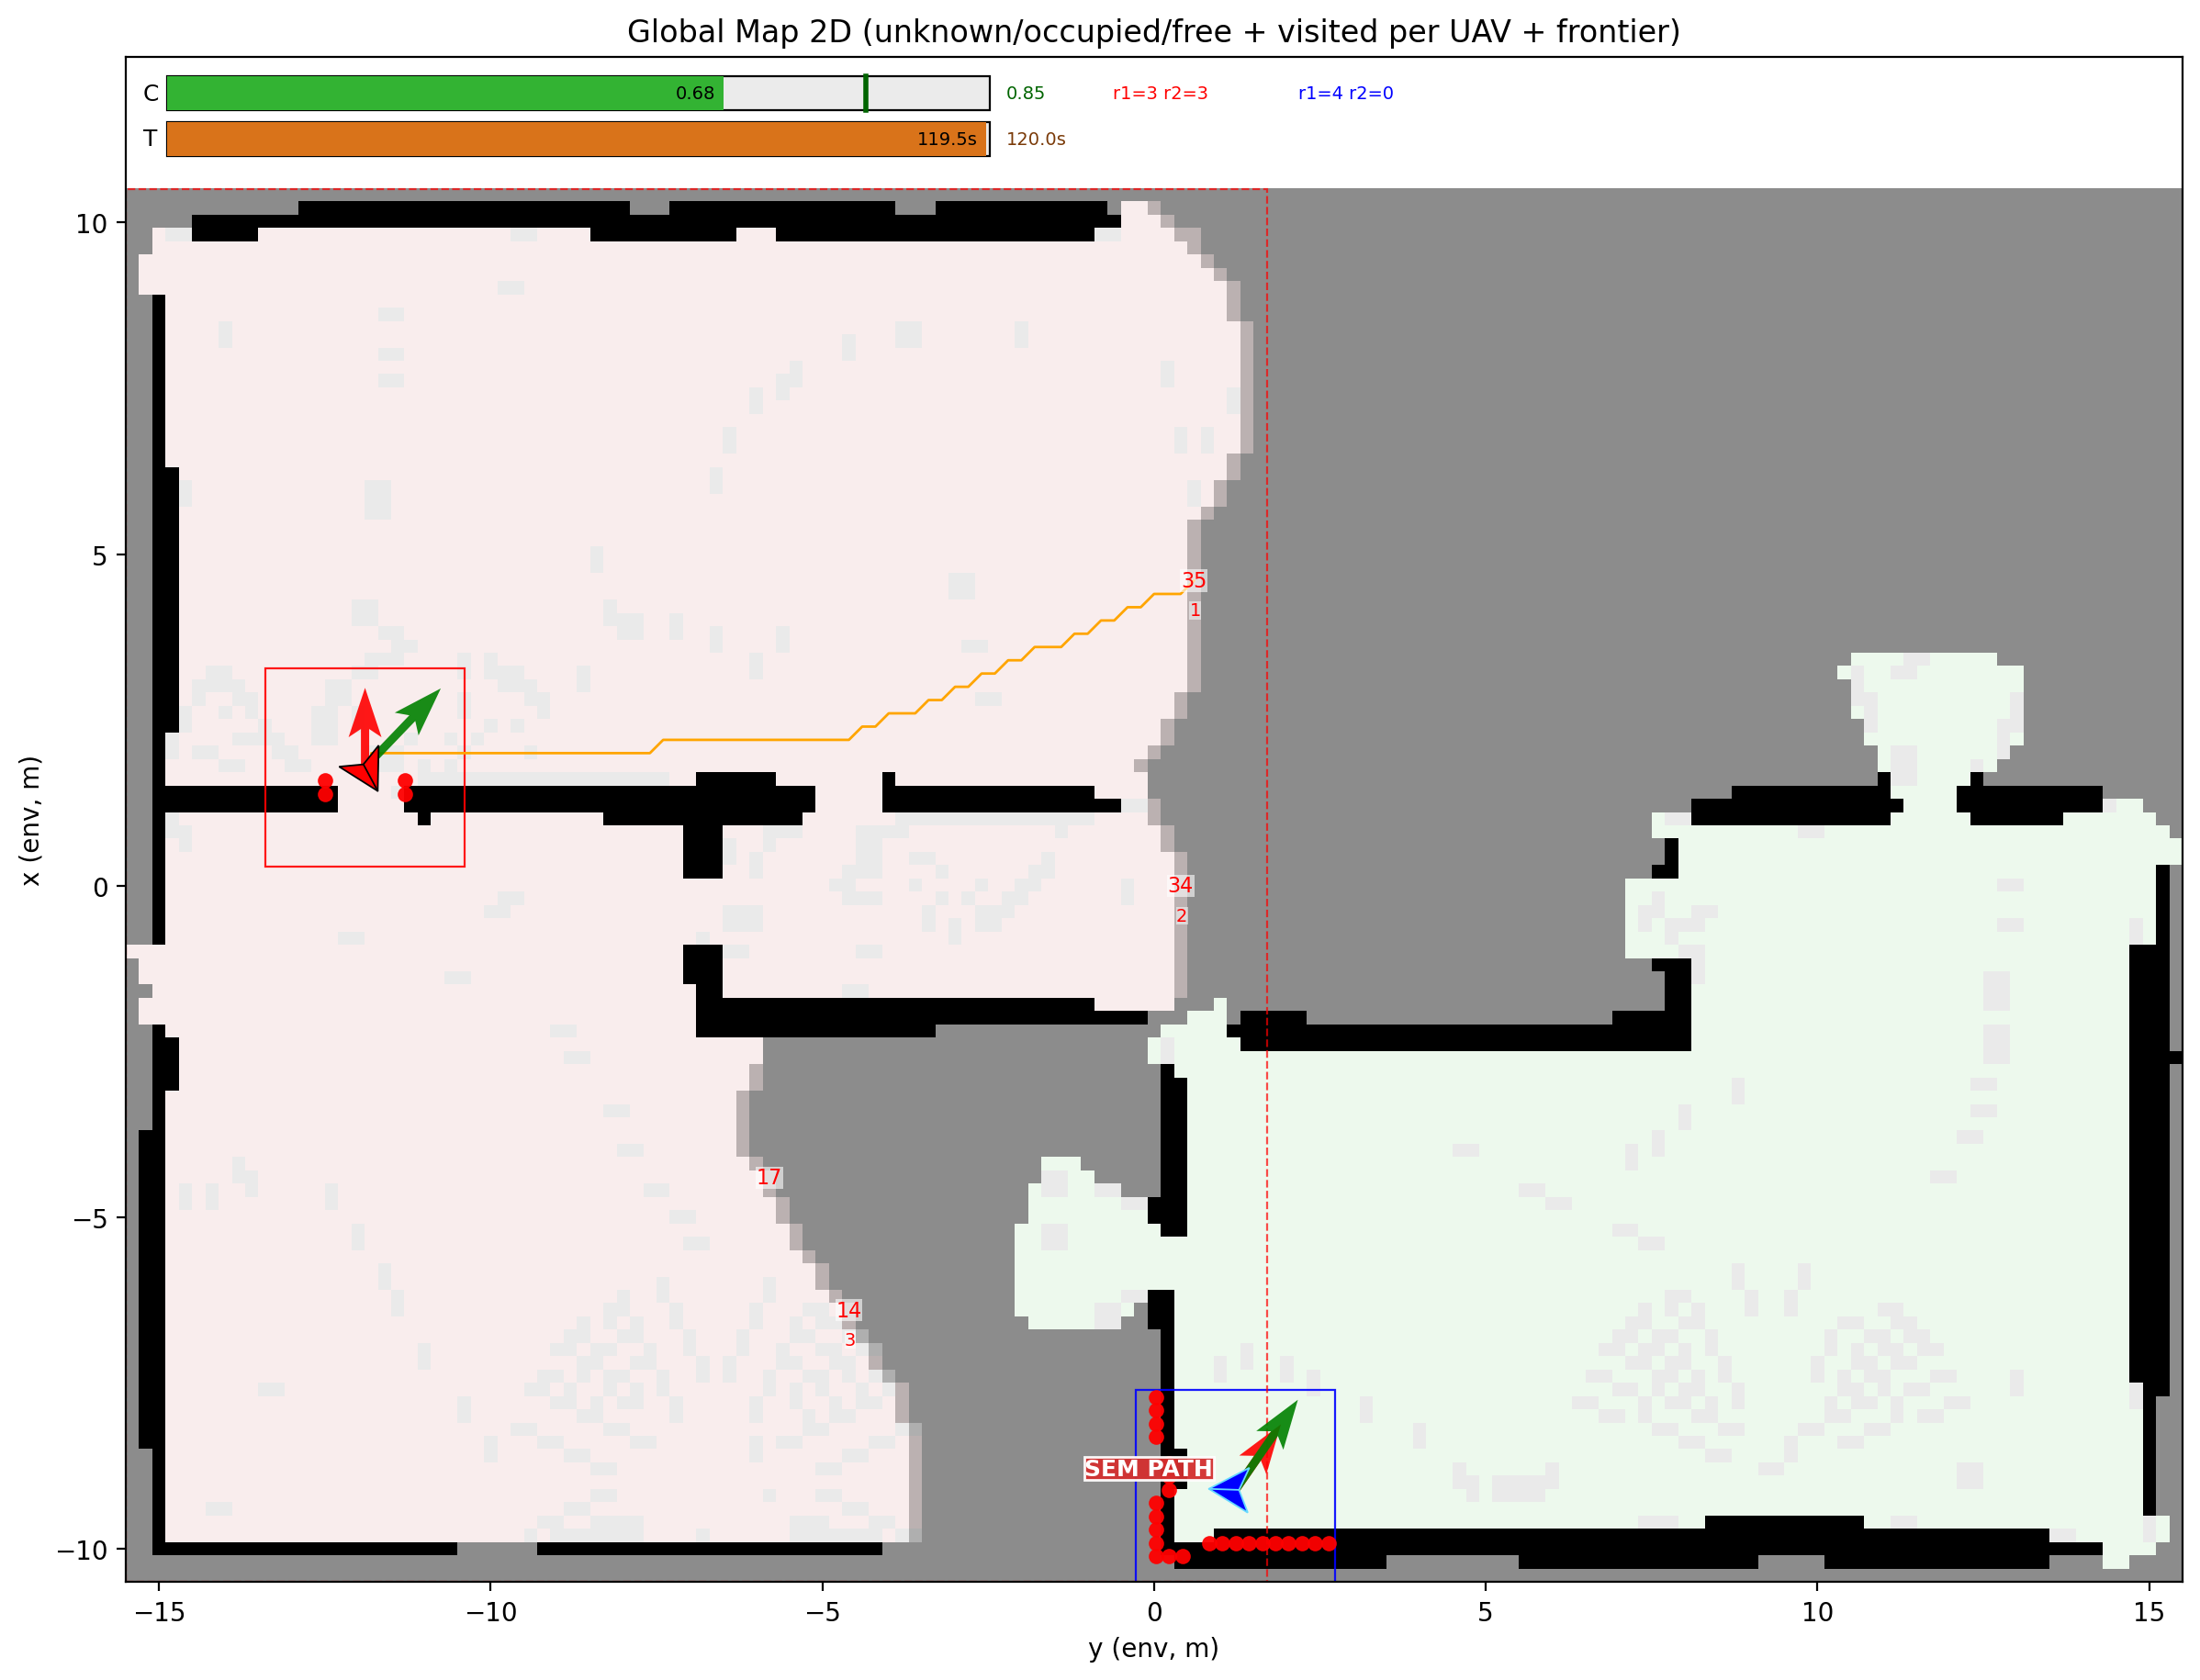 Global Map 2D (unknown/occupied/free + visited per UAV + frontier)
C 0.68 0.85 r1=3 r2=3 r1=4 r2=0
T 119.5s 120.0s
10
5
0
−5
−10
x (env, m)
35
1
34
2
17
14
3
SEM PATH
−15 −10 −5 0 5 10 15
y (env, m)